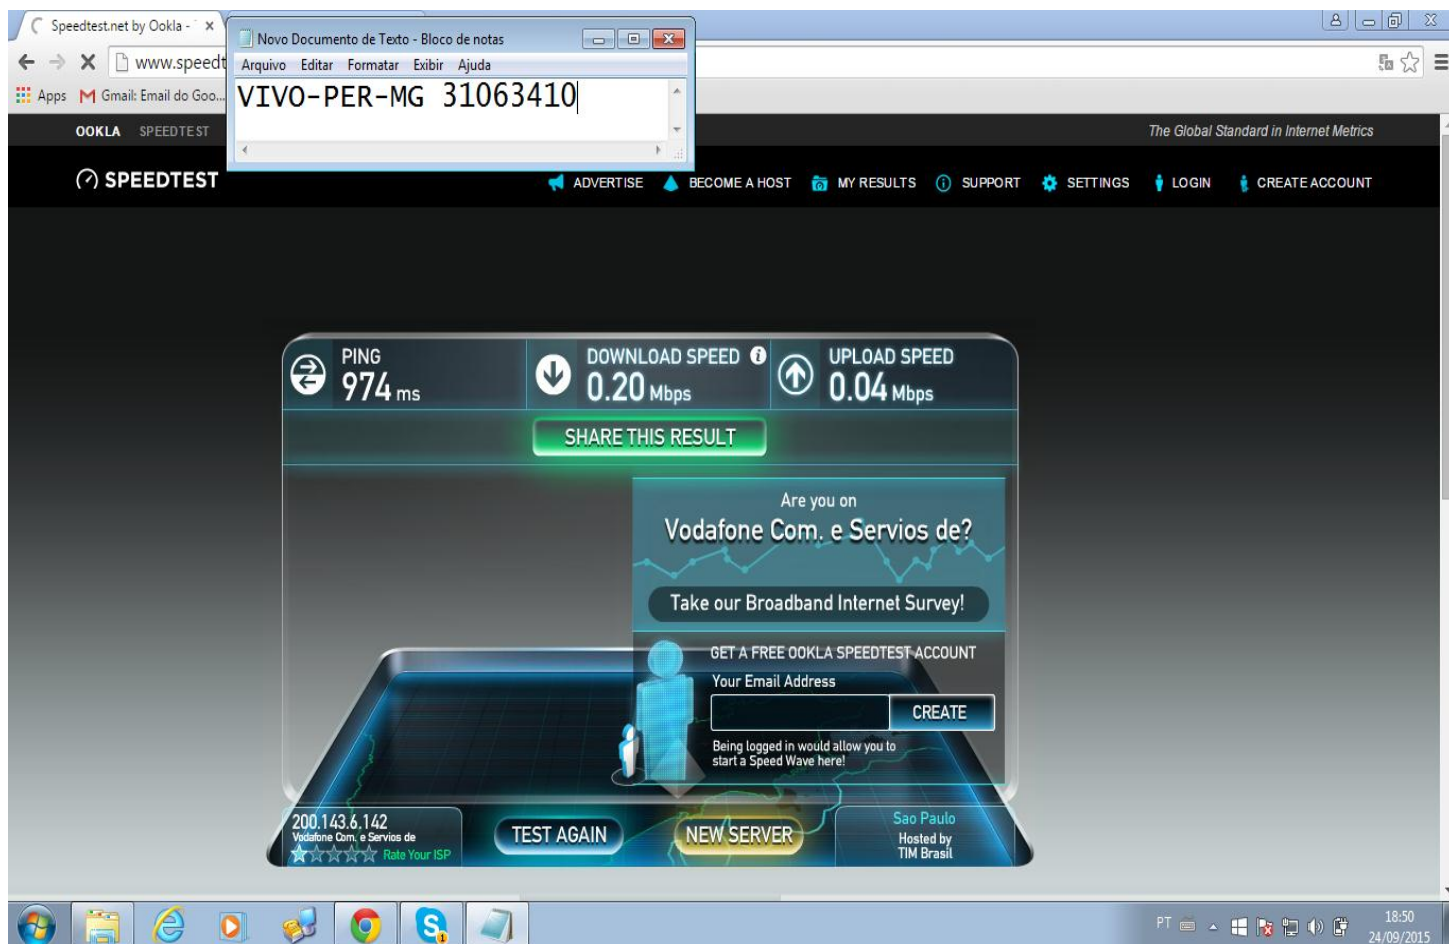 Speedtest.net by Ookla -
Novo Documento de Texto - Bloco de notas
www.speedt
Arquivo Editar Formatar Exibir Ajuda
Apps Gmail: Email do Goo...
VIVO-PER-MG 31063410
OOKLA SPEEDTEST
The Global Standard in Internet Metrics
SPEEDTEST
ADVERTISE BECOME A HOST MY RESULTS SUPPORT SETTINGS LOGIN CREATE ACCOUNT
PING
974 ms
DOWNLOAD SPEED
0.20 Mbps
UPLOAD SPEED
0.04 Mbps
SHARE THIS RESULT
Are you on
Vodafone Com. e Servios de?
Take our Broadband Internet Survey!
GET A FREE OOKLA SPEEDTEST ACCOUNT
Your Email Address
CREATE
Being logged in would allow you to
start a Speed Wave here!
200.143.6.142
Vodafone Com. e Servios de
Rate Your ISP
TEST AGAIN
NEW SERVER
Sao Paulo
Hosted by
TIM Brasil
PT
18:50
24/09/2015